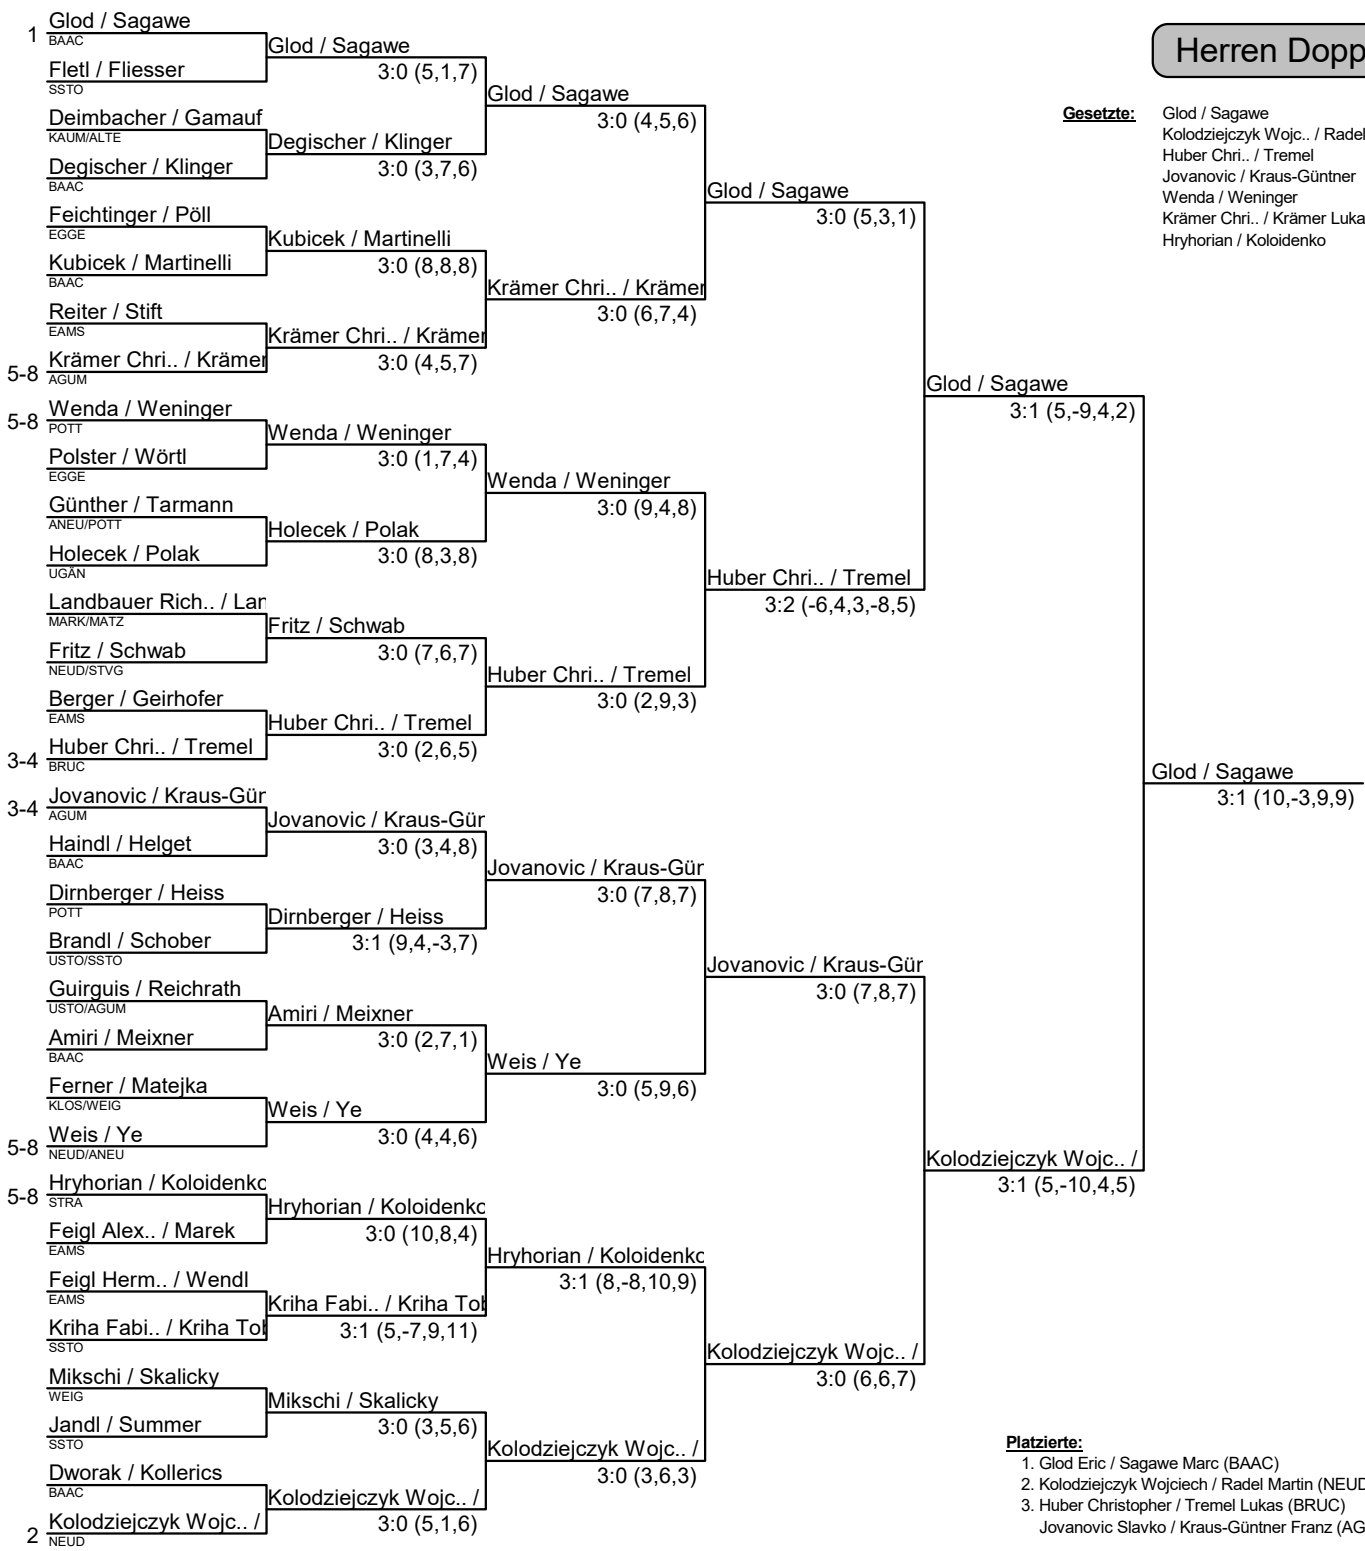 Herren Dopp
Gesetzte:
Glod / Sagawe
Kolodziejczyk Wojc.. / Radel
Huber Chri.. / Tremel
Jovanovic / Kraus-Güntner
Wenda / Weninger
Krämer Chri.. / Krämer Luka
Hryhorian / Koloidenko
1 Glod / Sagawe
BAAC
Fletl / Fliesser
SSTO
Deimbacher / Gamauf
KAUM/ALTE
Degischer / Klinger
BAAC
Feichtinger / Pöll
EGGE
Kubicek / Martinelli
BAAC
Reiter / Stift
EAMS
5-8 Krämer Chri.. / Krämer
AGUM
5-8 Wenda / Weninger
POTT
Polster / Wörtl
EGGE
Günther / Tarmann
ANEU/POTT
Holecek / Polak
UGÄN
Landbauer Rich.. / Lan
MARK/MATZ
Fritz / Schwab
NEUD/STVG
Berger / Geirhofer
EAMS
3-4 Huber Chri.. / Tremel
BRUC
3-4 Jovanovic / Kraus-Gün
AGUM
Haindl / Helget
BAAC
Dirnberger / Heiss
POTT
Brandl / Schober
USTO/SSTO
Guirguis / Reichrath
USTO/AGUM
Amiri / Meixner
BAAC
Ferner / Matejka
KLOS/WEIG
5-8 Weis / Ye
NEUD/ANEU
5-8 Hryhorian / Koloidenko
STRA
Feigl Alex.. / Marek
EAMS
Feigl Herm.. / Wendl
EAMS
Kriha Fabi.. / Kriha Tob
SSTO
Mikschi / Skalicky
WEIG
Jandl / Summer
SSTO
Dworak / Kollerics
BAAC
2 Kolodziejczyk Wojc.. /
NEUD
Glod / Sagawe
3:0 (5,1,7)
Degischer / Klinger
3:0 (3,7,6)
Kubicek / Martinelli
3:0 (8,8,8)
Krämer Chri.. / Krämer
3:0 (4,5,7)
Wenda / Weninger
3:0 (1,7,4)
Holecek / Polak
3:0 (8,3,8)
Fritz / Schwab
3:0 (7,6,7)
Huber Chri.. / Tremel
3:0 (2,6,5)
Jovanovic / Kraus-Gün
3:0 (3,4,8)
Dirnberger / Heiss
3:1 (9,4,-3,7)
Amiri / Meixner
3:0 (2,7,1)
Weis / Ye
3:0 (4,4,6)
Hryhorian / Koloidenko
3:0 (10,8,4)
Kriha Fabi.. / Kriha Tob
3:1 (5,-7,9,11)
Mikschi / Skalicky
3:0 (3,5,6)
Kolodziejczyk Wojc.. /
3:0 (5,1,6)
Glod / Sagawe
3:0 (4,5,6)
Krämer Chri.. / Krämer
3:0 (6,7,4)
Wenda / Weninger
3:0 (9,4,8)
Huber Chri.. / Tremel
3:0 (2,9,3)
Jovanovic / Kraus-Gün
3:0 (7,8,7)
Weis / Ye
3:0 (5,9,6)
Hryhorian / Koloidenko
3:1 (8,-8,10,9)
Kolodziejczyk Wojc.. /
3:0 (3,6,3)
Glod / Sagawe
3:0 (5,3,1)
Huber Chri.. / Tremel
3:2 (-6,4,3,-8,5)
Jovanovic / Kraus-Gün
3:0 (7,8,7)
Kolodziejczyk Wojc.. /
3:0 (6,6,7)
Glod / Sagawe
3:1 (5,-9,4,2)
Kolodziejczyk Wojc.. /
3:1 (5,-10,4,5)
Glod / Sagawe
3:1 (10,-3,9,9)
Platzierte:
1. Glod Eric / Sagawe Marc (BAAC)
2. Kolodziejczyk Wojciech / Radel Martin (NEUD
3. Huber Christopher / Tremel Lukas (BRUC)
Jovanovic Slavko / Kraus-Güntner Franz (AG